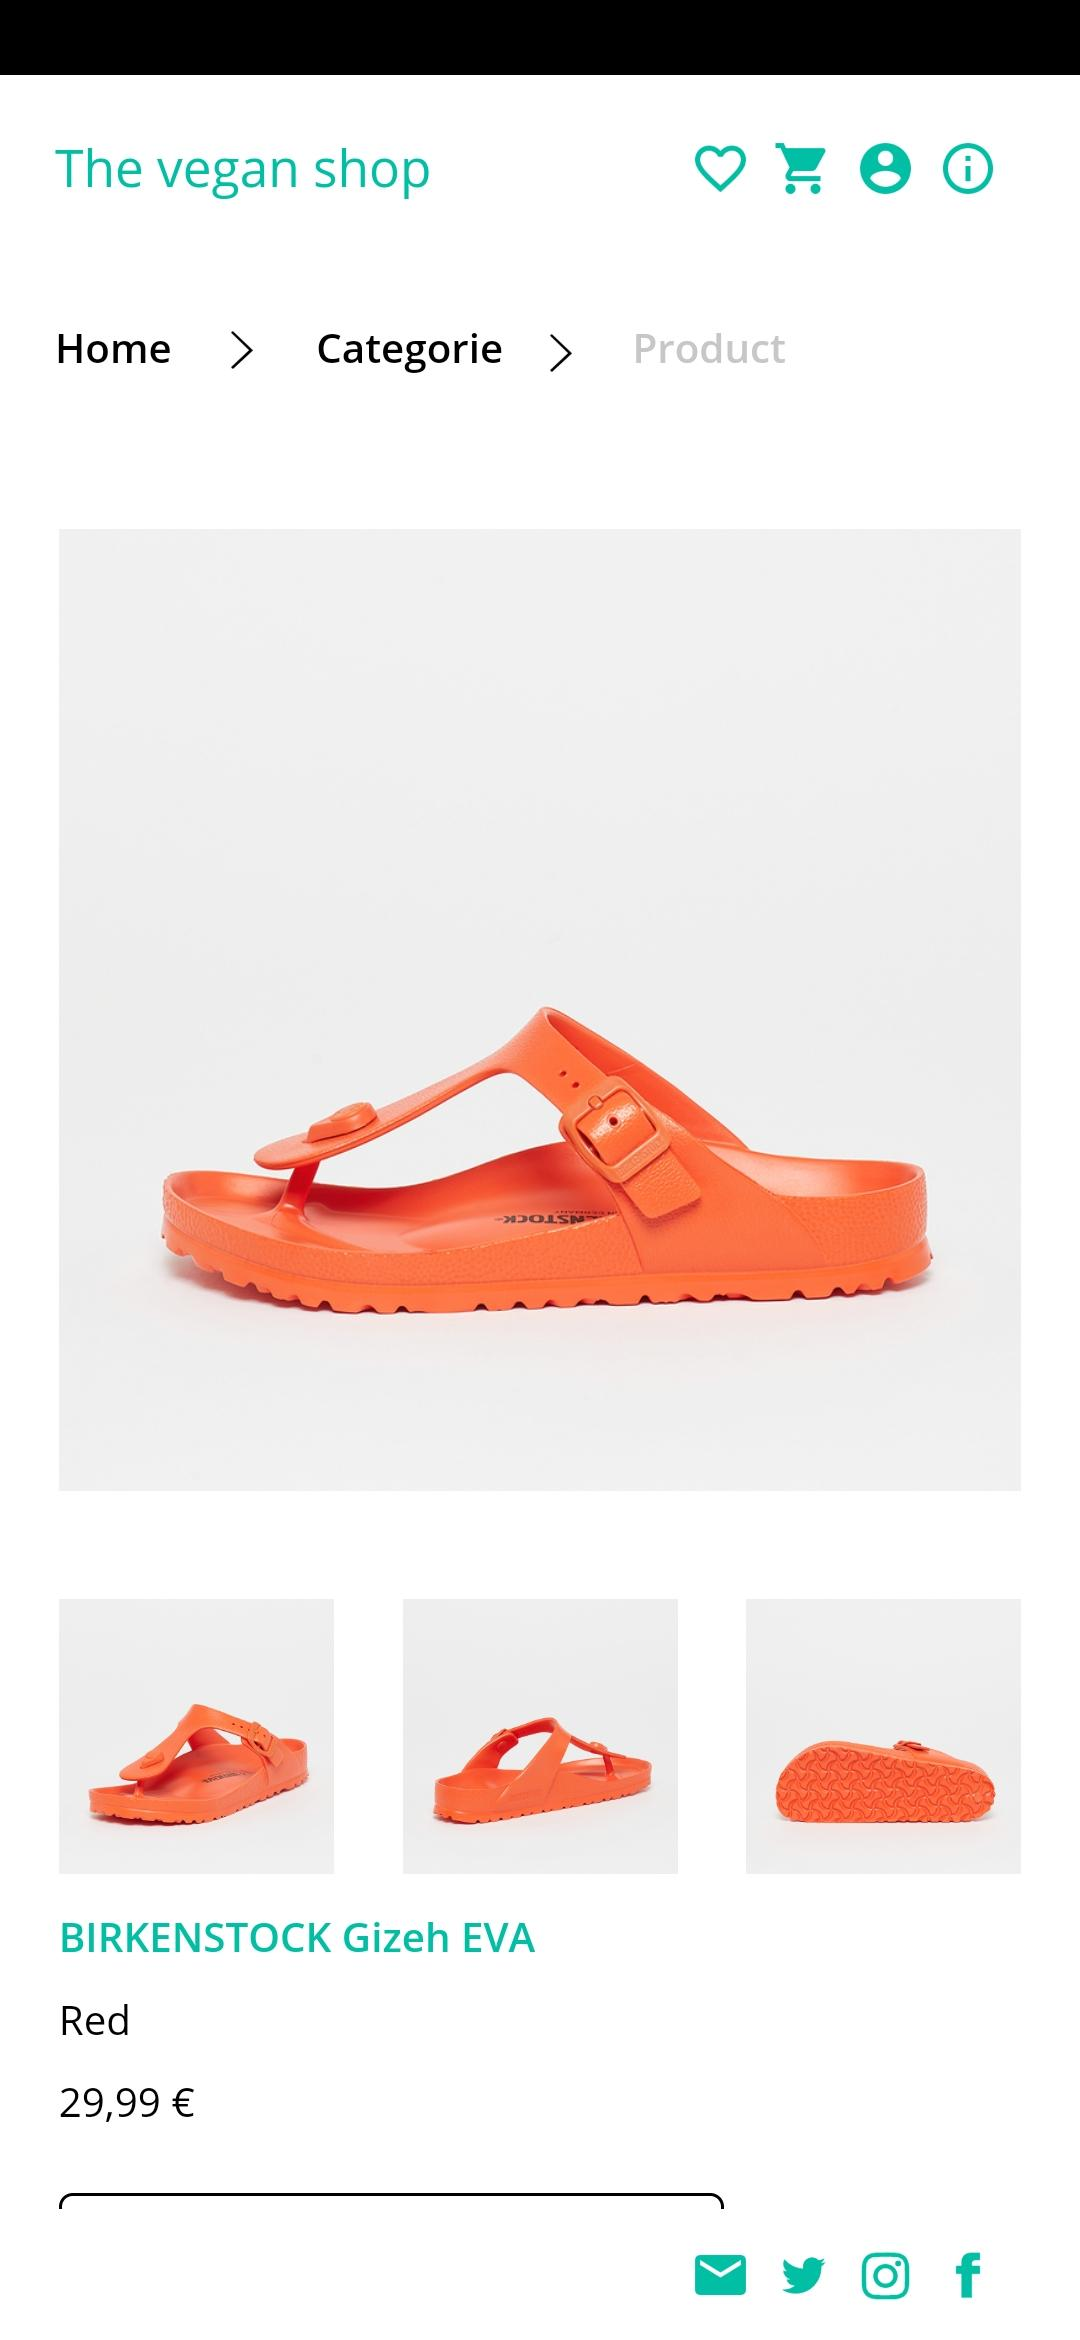 The vegan shop
Home
Categorie
Product
BIRKENSTOCK Gizeh EVA
Red
29,99 €